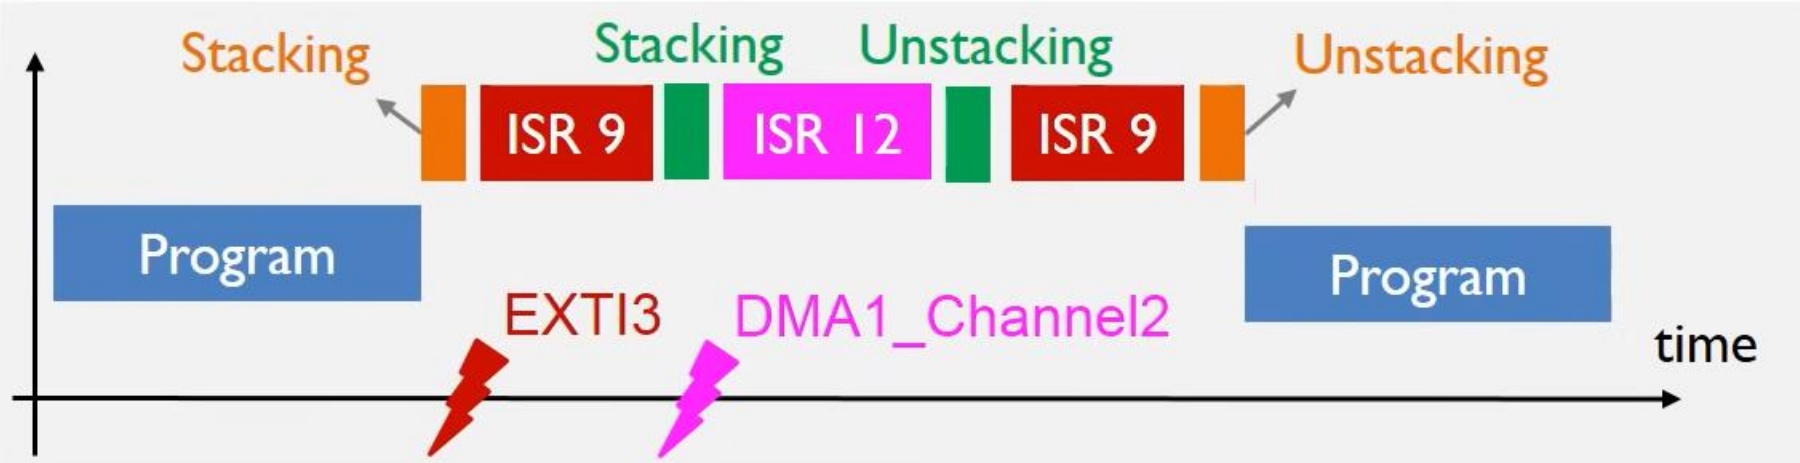 Stacking
Stacking
Unstacking
Unstacking
ISR 9
ISR 12
ISR 9
Program
Program
EXTI3
DMA1_Channel2
time